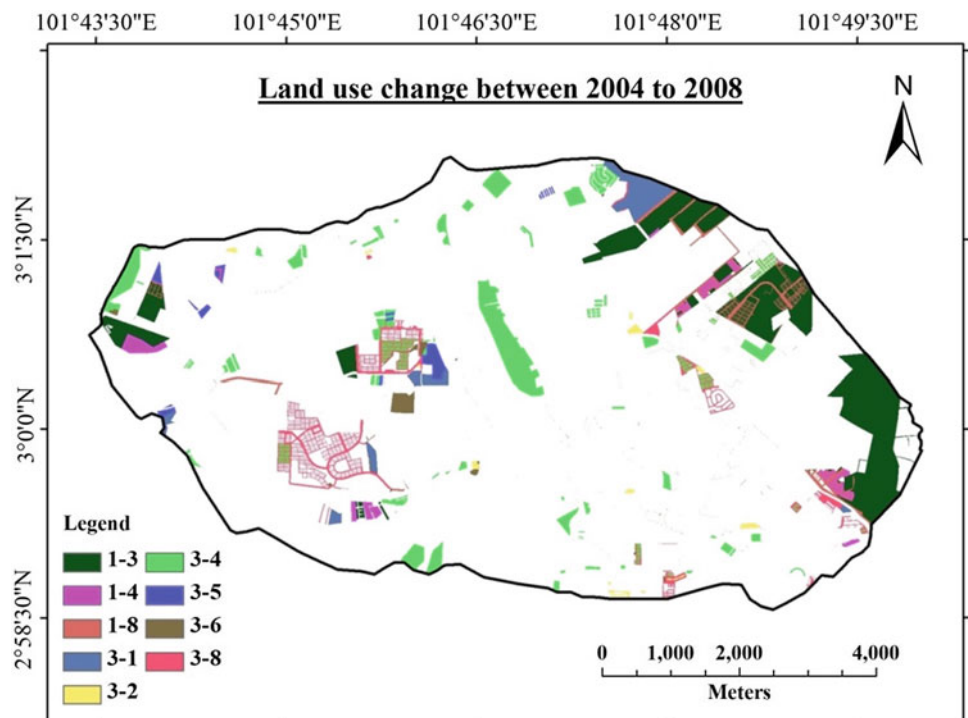 101°43'30"E 101°45'0"E 101°46'30"E 101°48'0"E 101°49'30"E
Land use change between 2004 to 2008
N
3°1'30"N
3°0'0"N
2°58'30"N
Legend
1-3 3-4
1-4 3-5
1-8 3-6
3-1 3-8
3-2
0 1,000 2,000 4,000
Meters